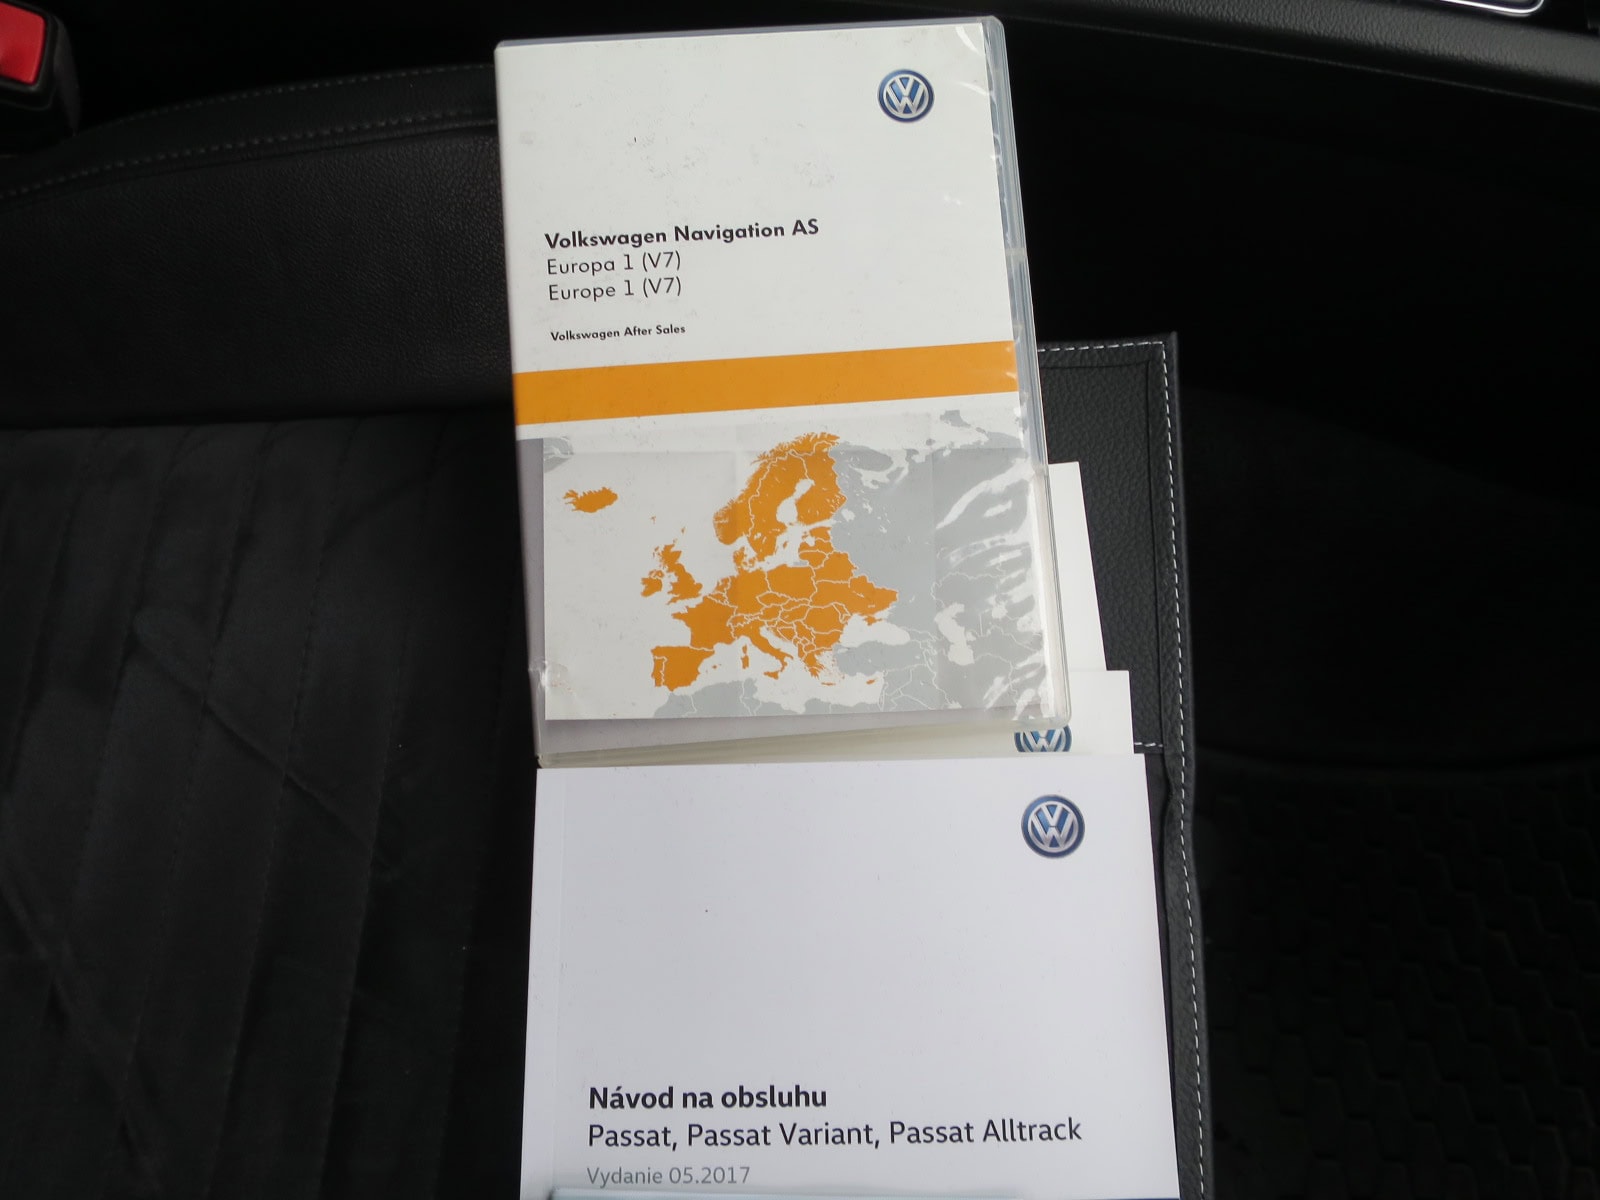 Volkswagen Navigation AS
Europa 1 (V7)
Europe 1 (V7)
Volkswagen After Sales
Návod na obsluhu
Passat, Passat Variant, Passat Alltrack
Vydanie 05.2017